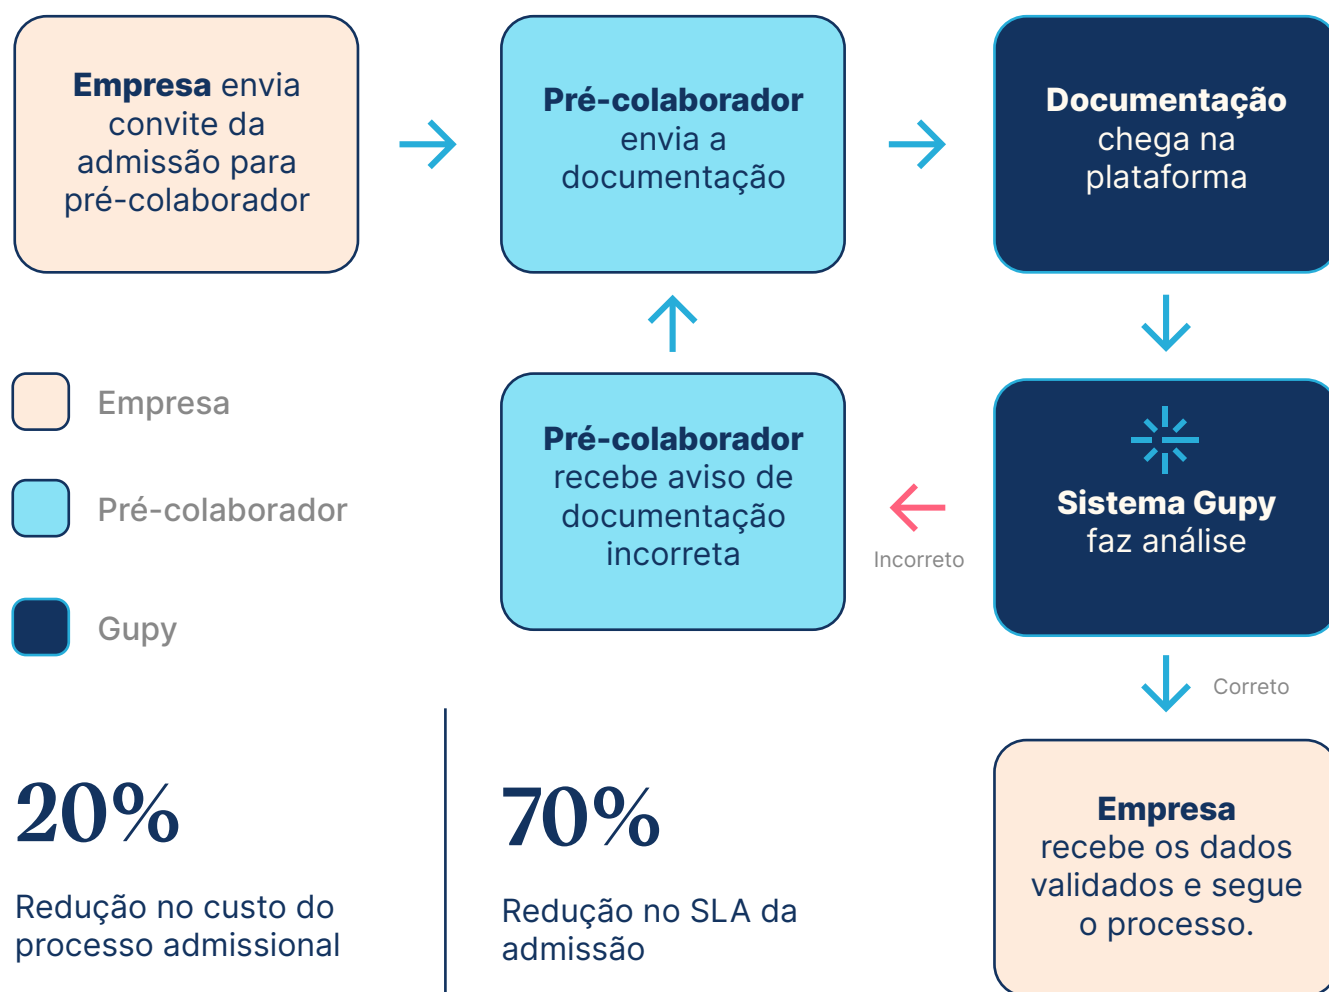 Empresa envia
convite da
admissão para
pré-colaborador
Pré-colaborador
envia a
documentação
Documentação
chega na
plataforma
Empresa
Pré-colaborador
Gupy
Pré-colaborador
recebe aviso de
documentação
incorreta
Incorreto
Sistema Gupy
faz análise
Correto
20%
Redução no custo do
processo admissional
70%
Redução no SLA da
admissão
Empresa
recebe os dados
validados e segue
o processo.